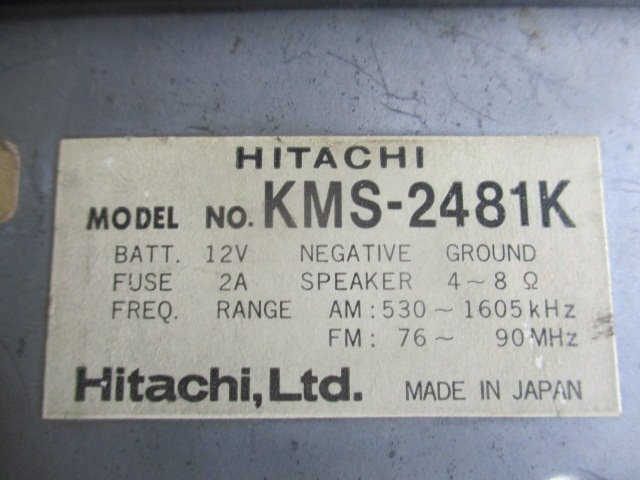 HITACHI
MODEL NO. KMS-2481K
BATT. 12V NEGATIVE GROUND
FUSE 2A SPEAKER 4~8 Ω
FREQ. RANGE AM: 530~1605kHz
FM: 76~ 90MHz
Hitachi, Ltd. MADE IN JAPAN